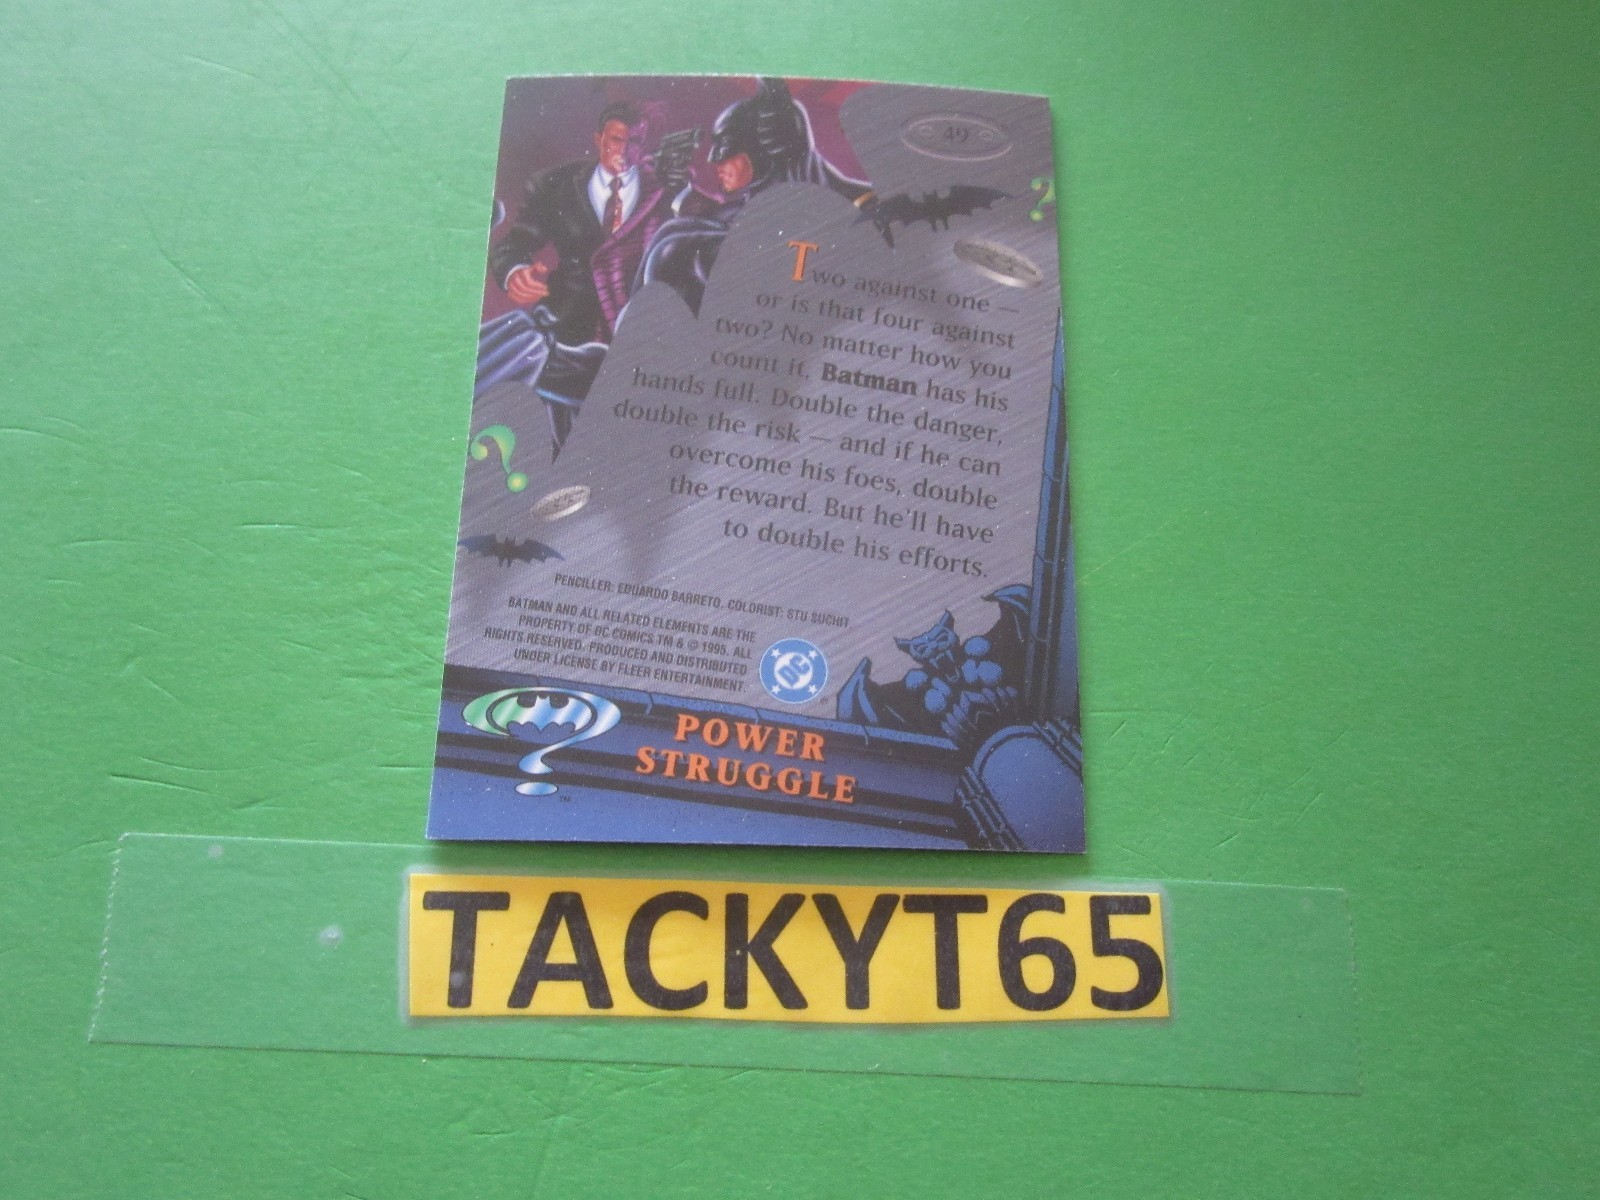 49
Two against one —
or is that four against
two? No matter how you
count it, Batman has his
hands full. Double the danger,
double the risk — and if he can
overcome his foes, double
the reward. But he'll have
to double his efforts.
PENCILLER: EDUARDO BARRETO. COLORIST: STU SUCHIT
BATMAN AND ALL RELATED ELEMENTS ARE THE
PROPERTY OF DC COMICS TM & © 1995. ALL
RIGHTS RESERVED. PRODUCED AND DISTRIBUTED
UNDER LICENSE BY FLEER ENTERTAINMENT.
DC
POWER
STRUGGLE
TM
TACKYT65